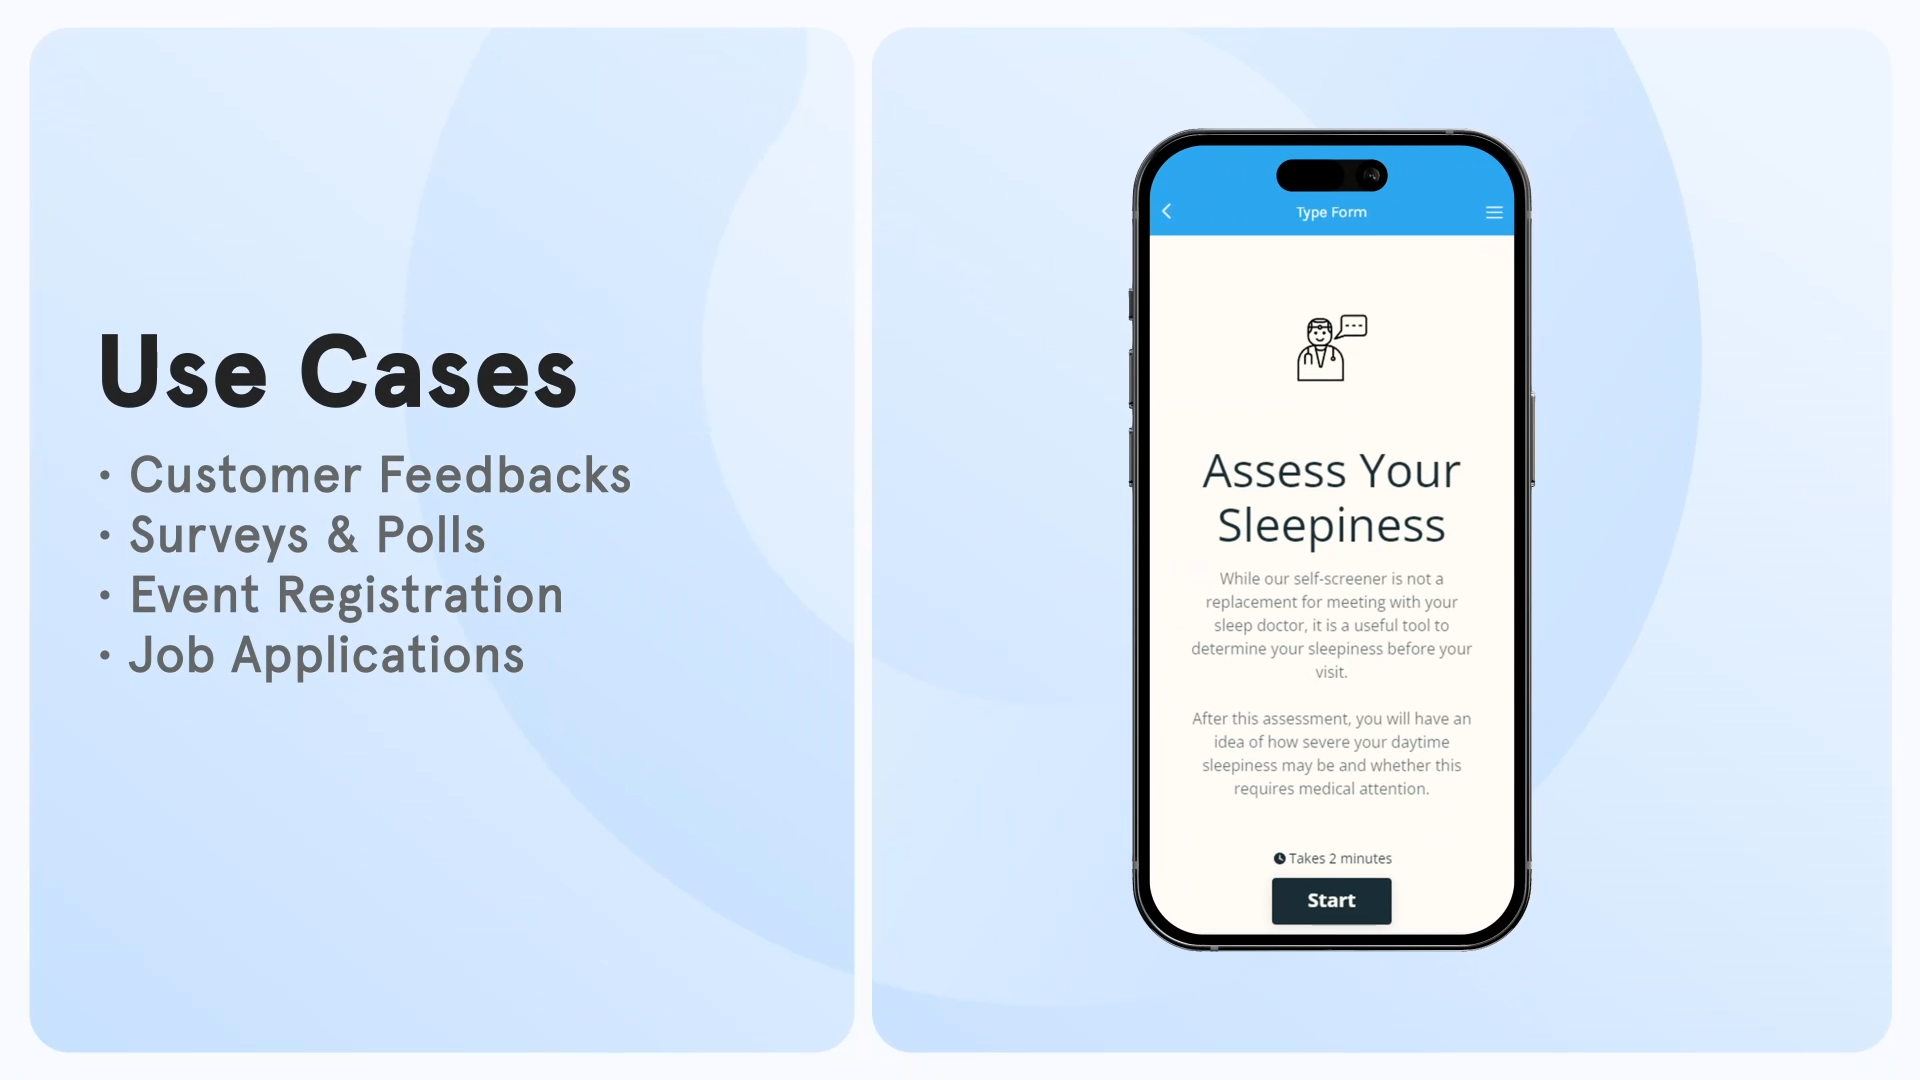 Use Cases
• Customer Feedbacks
• Surveys & Polls
• Event Registration
• Job Applications
Type Form
Assess Your
Sleepiness
While our self-screener is not a
replacement for meeting with your
sleep doctor, it is a useful tool to
determine your sleepiness before your
visit.
After this assessment, you will have an
idea of how severe your daytime
sleepiness may be and whether this
requires medical attention.
Takes 2 minutes
Start